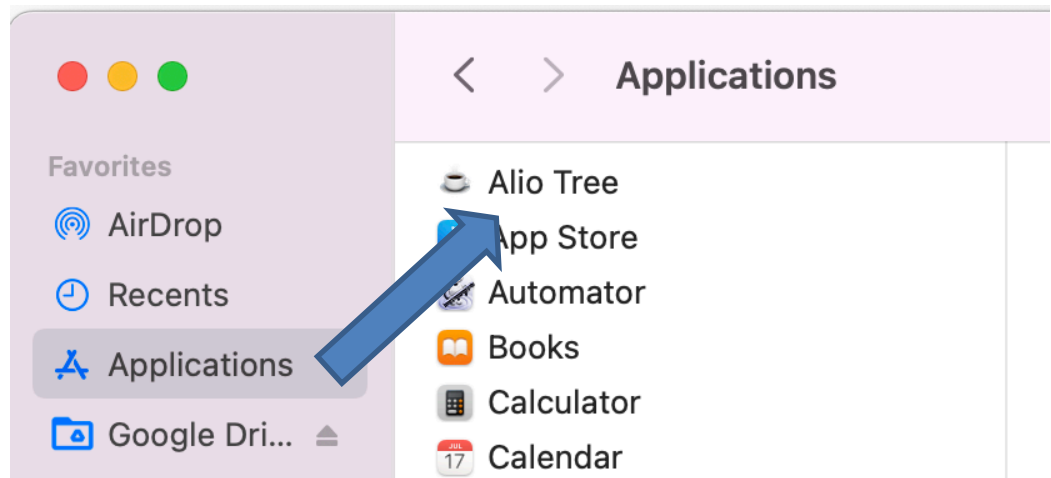 Applications
Favorites
AirDrop
Recents
Applications
Google Dri...
Alio Tree
App Store
Automator
Books
Calculator
JUL
17
Calendar